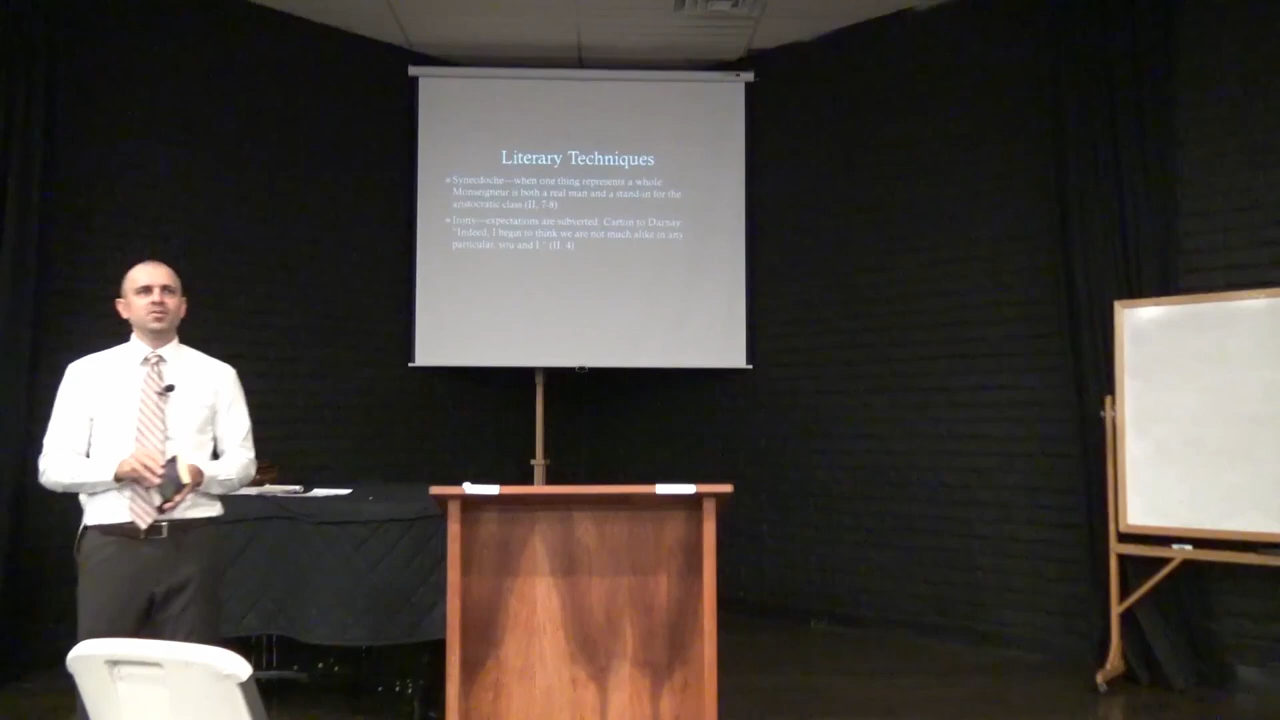 Literary Techniques
Synecdoche—when one thing represents a whole
Monseigneur is both a real man and a stand-in for the
aristocratic class (II, 7-8)
Irony—expectations are subverted: Carton to Darnay
"Indeed, I begin to think we are not much alike in any
particular, you and I." (II, 4)